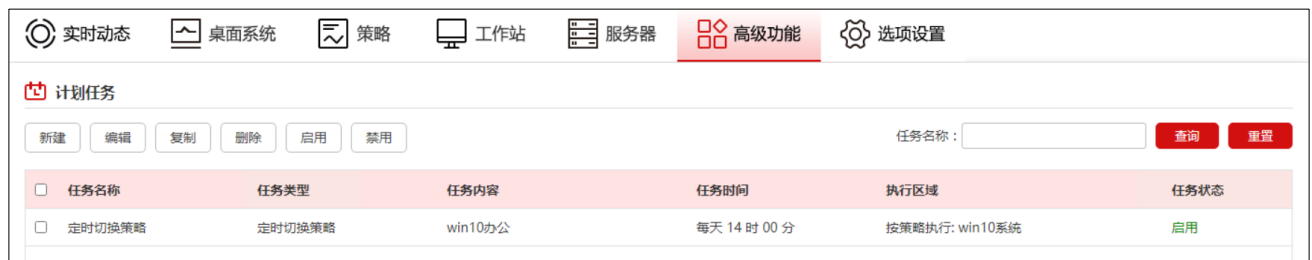 实时动态 桌面系统 策略 工作站 服务器 高级功能 选项设置
计划任务
新建 编辑 复制 删除 启用 禁用 任务名称： 查询 重置
任务名称 任务类型 任务内容 任务时间 执行区域 任务状态
定时切换策略 定时切换策略 win10办公 每天 14 时 00 分 按策略执行: win10系统 启用